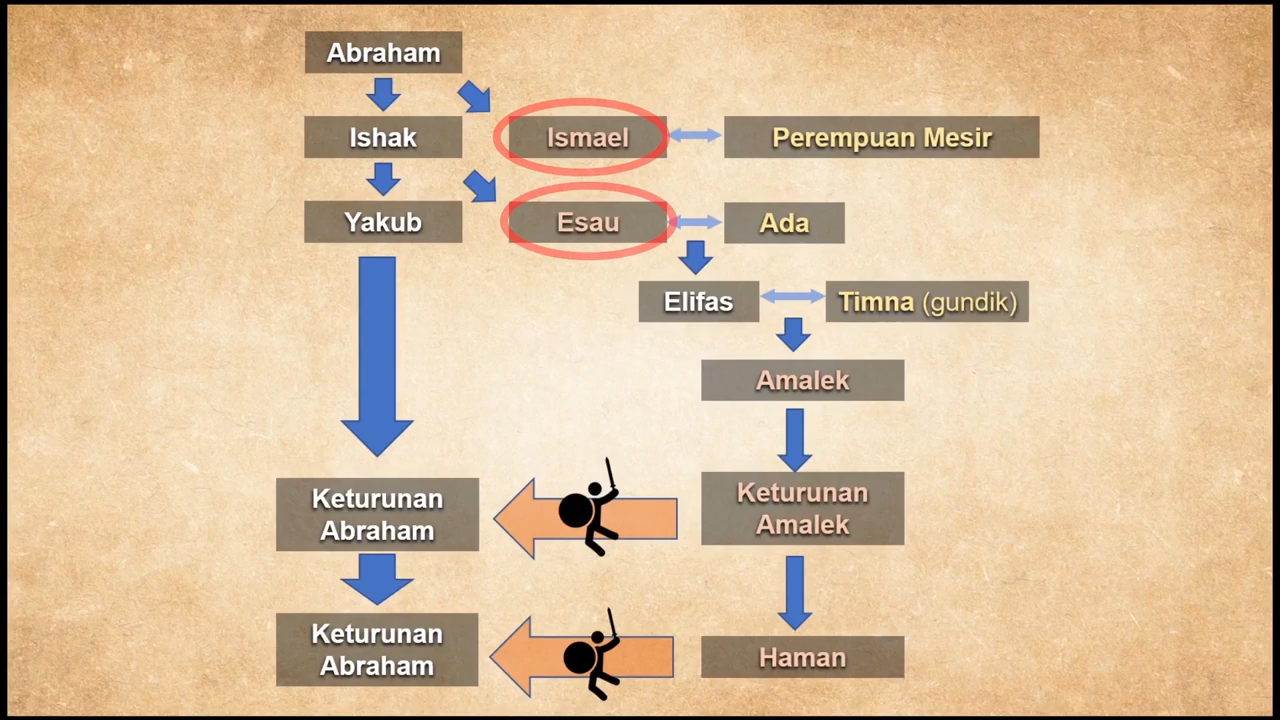 Abraham
Ishak
Ismael
Perempuan Mesir
Yakub
Esau
Ada
Elifas
Timna (gundik)
Amalek
Keturunan
Abraham
Keturunan
Amalek
Keturunan
Abraham
Haman